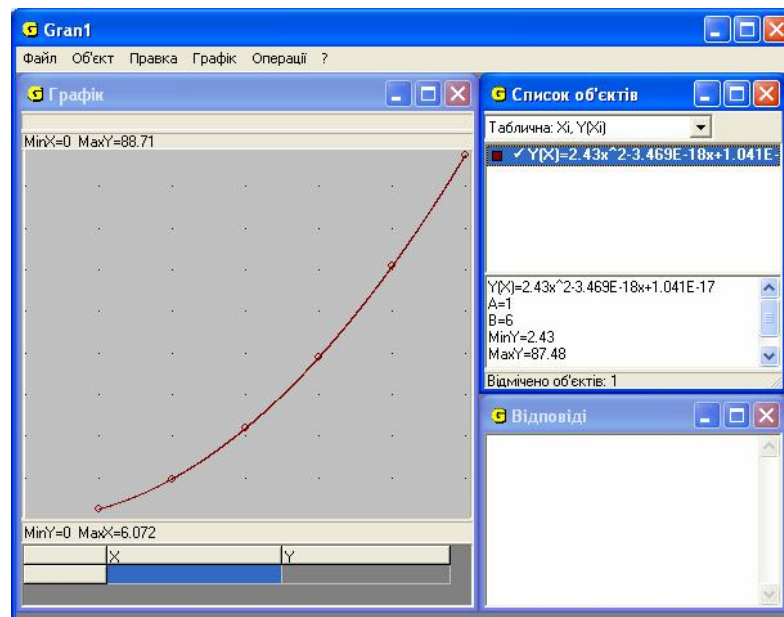 Gran1
Файл Об'єкт Правка Графік Операції ?
Графік
MinX=0 MaxY=88.71
MinY=0 MaxX=6.072
X Y
Список об'єктів
Таблична: Xi, Y(Xi)
✓ Y(X)=2.43x^2-3.469E-18x+1.041E-
Y(X)=2.43x^2-3.469E-18x+1.041E-17
A=1
B=6
MinY=2.43
MaxY=87.48
Відмічено об'єктів: 1
Відповіді